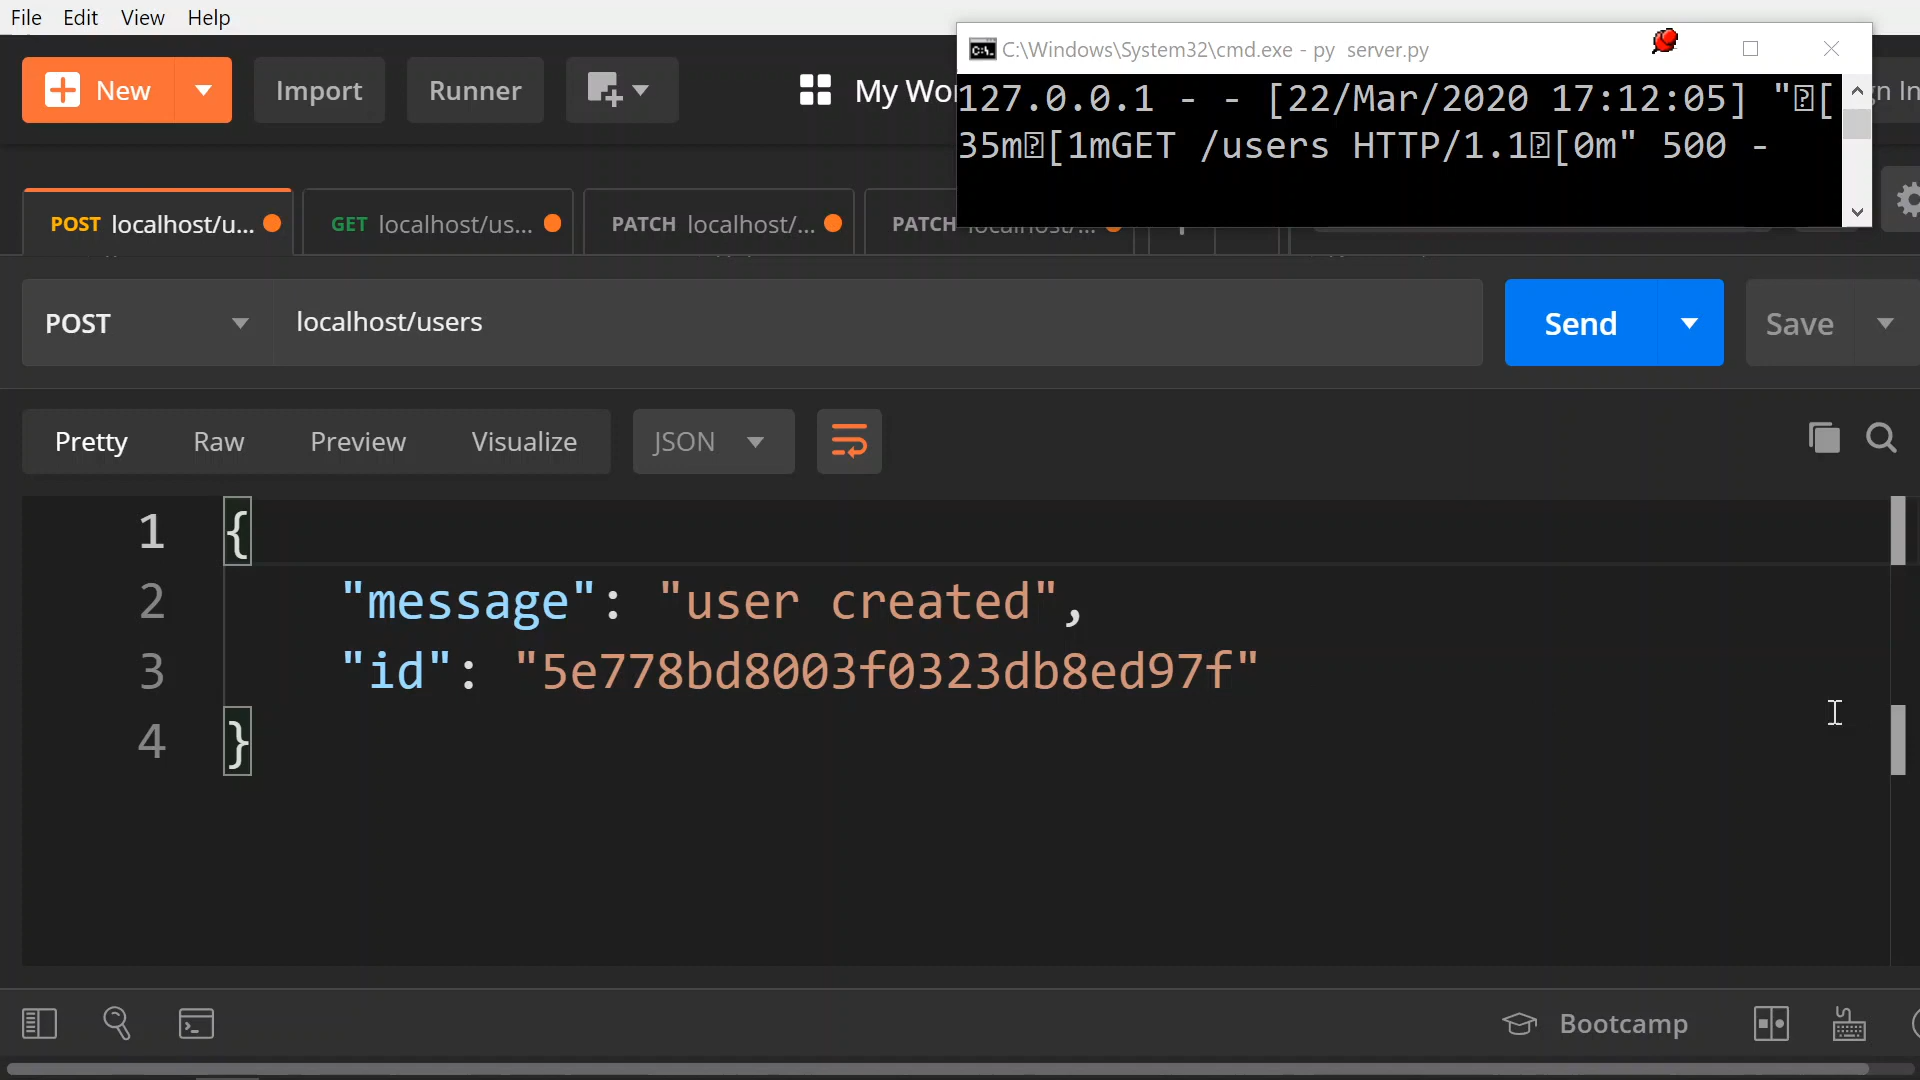 File Edit View Help
C:\Windows\System32\cmd.exe - py server.py
New Import Runner My Wo
127.0.0.1 - - [22/Mar/2020 17:12:05] "[
35m[1mGET /users HTTP/1.1[0m" 500 -
POST localhost/u... GET localhost/us... PATCH localhost/... PATCH
POST localhost/users Send Save
Pretty Raw Preview Visualize JSON
1 {
2 "message": "user created",
3 "id": "5e778bd8003f0323db8ed97f"
4 }
Bootcamp